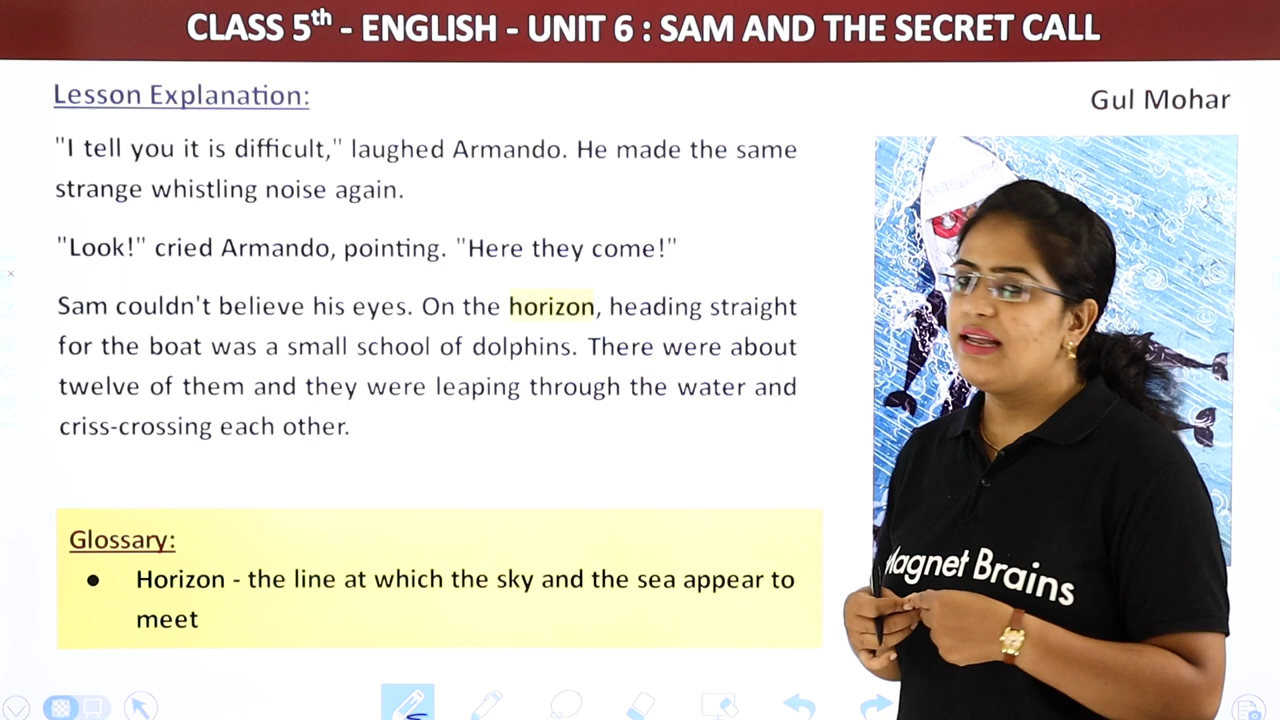 CLASS 5th - ENGLISH - UNIT 6 : SAM AND THE SECRET CALL
Lesson Explanation:
Gul Mohar
"I tell you it is difficult," laughed Armando. He made the same
strange whistling noise again.
"Look!" cried Armando, pointing. "Here they come!"
Sam couldn't believe his eyes. On the horizon, heading straight
for the boat was a small school of dolphins. There were about
twelve of them and they were leaping through the water and
criss-crossing each other.
Glossary:
● Horizon - the line at which the sky and the sea appear to
meet
Magnet Brains